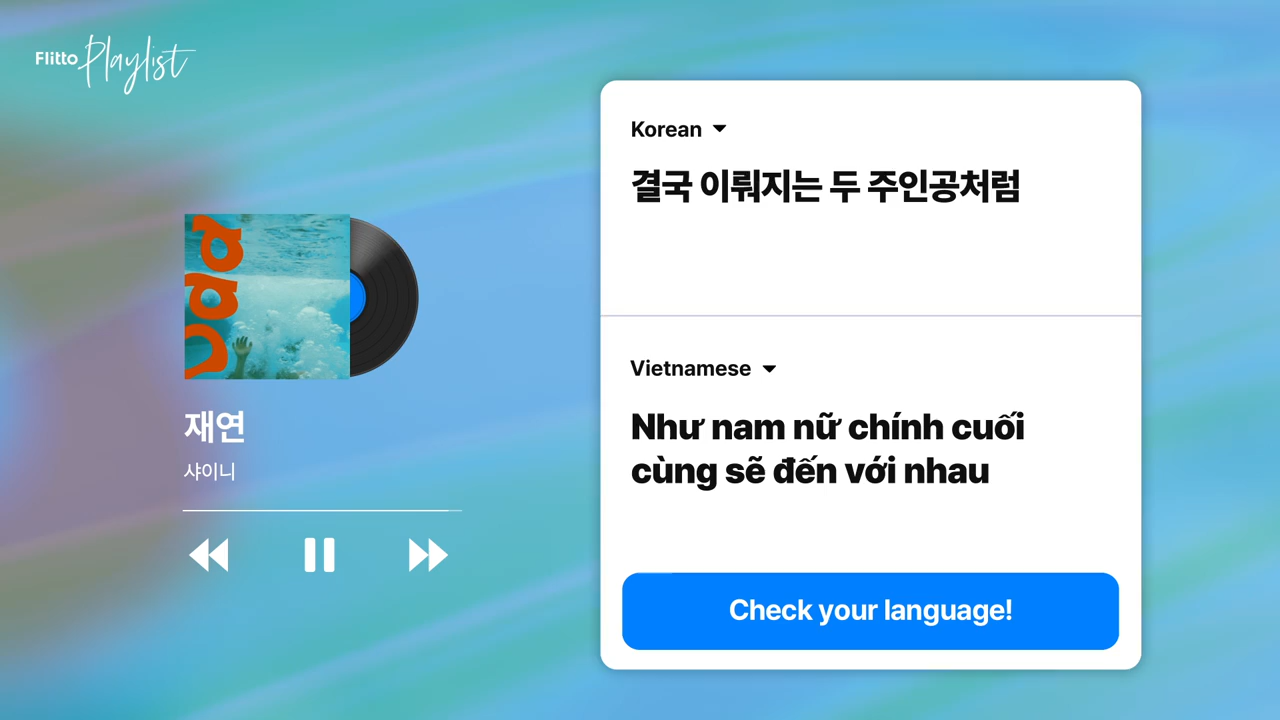 Flitto Playlist
Korean
결국 이뤄지는 두 주인공처럼
재연
샤이니
Vietnamese
Như nam nữ chính cuối
cùng sẽ đến với nhau
Check your language!